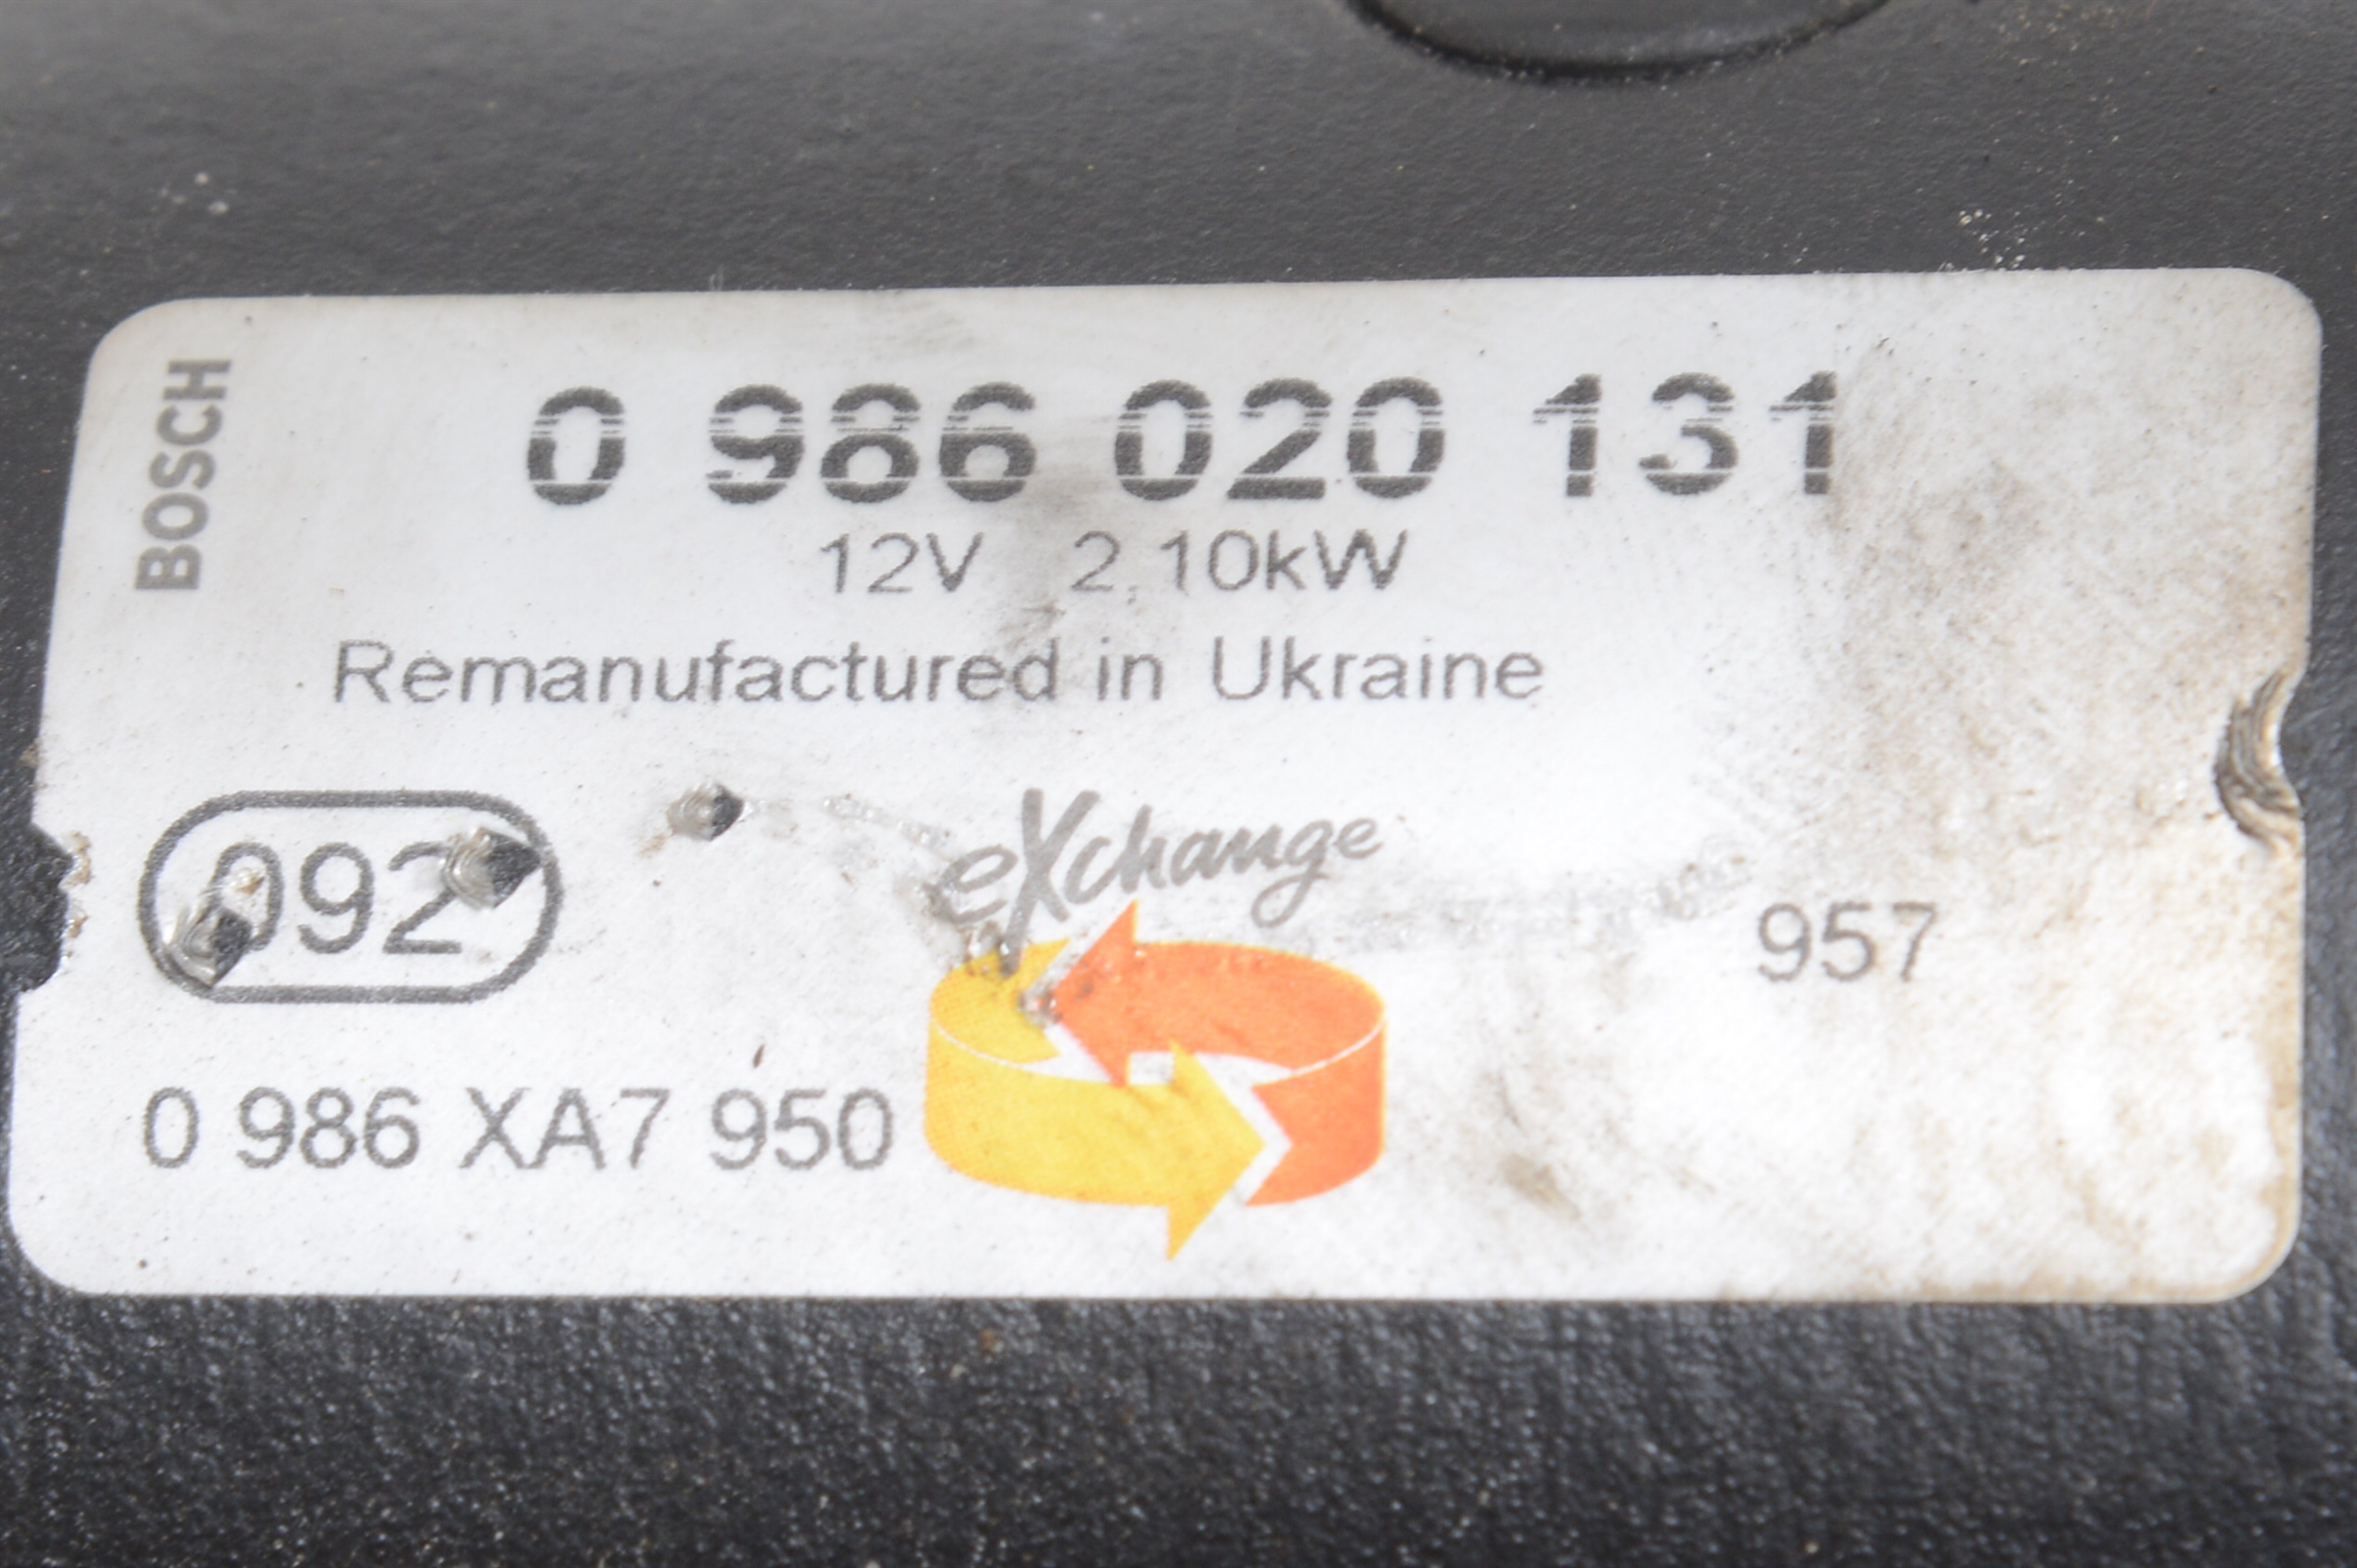 BOSCH
0 986 020 131
12V 2,10kW
Remanufactured in Ukraine
092
eXchange
957
0 986 XA7 950